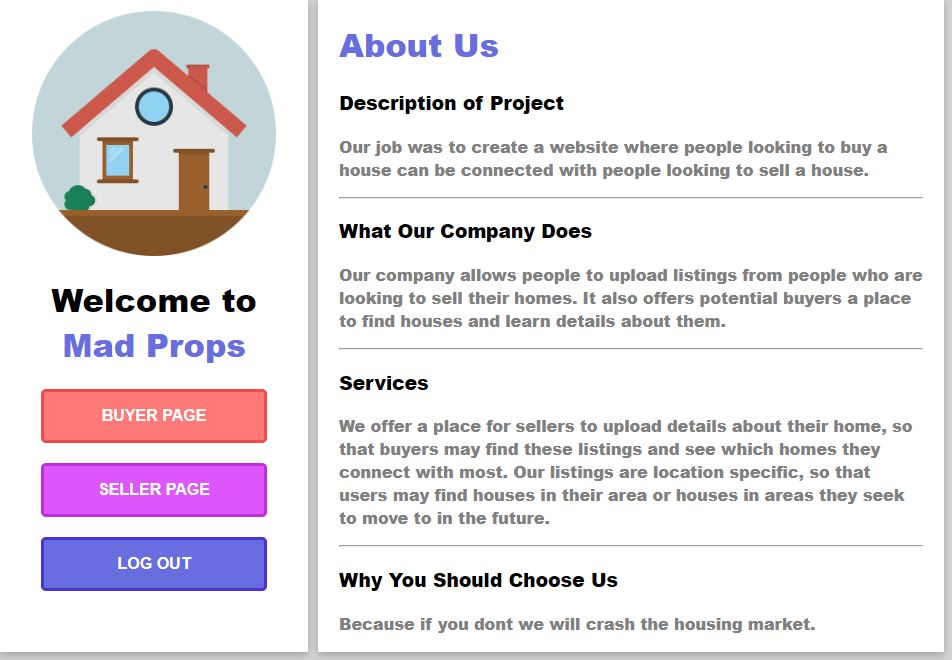 Welcome to
Mad Props
BUYER PAGE
SELLER PAGE
LOG OUT
About Us
Description of Project
Our job was to create a website where people looking to buy a
house can be connected with people looking to sell a house.
What Our Company Does
Our company allows people to upload listings from people who are
looking to sell their homes. It also offers potential buyers a place
to find houses and learn details about them.
Services
We offer a place for sellers to upload details about their home, so
that buyers may find these listings and see which homes they
connect with most. Our listings are location specific, so that
users may find houses in their area or houses in areas they seek
to move to in the future.
Why You Should Choose Us
Because if you dont we will crash the housing market.